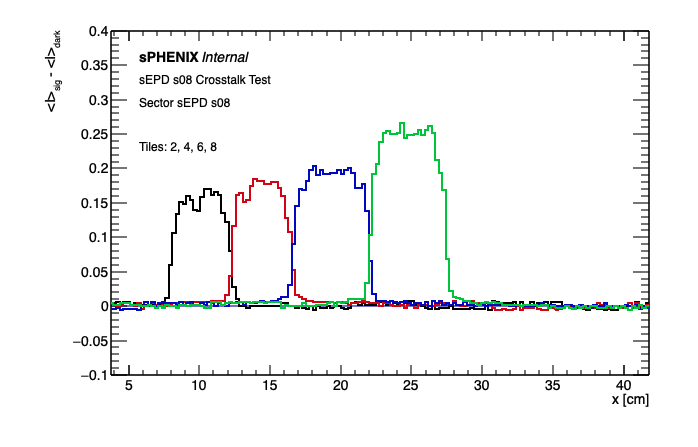 0.4
<I>sig - <I>dark
sPHENIX Internal
0.35
sEPD s08 Crosstalk Test
0.3
Sector sEPD s08
0.25
Tiles: 2, 4, 6, 8
0.2
0.15
0.1
0.05
0
−0.05
−0.1
5 10 15 20 25 30 35 40
x [cm]